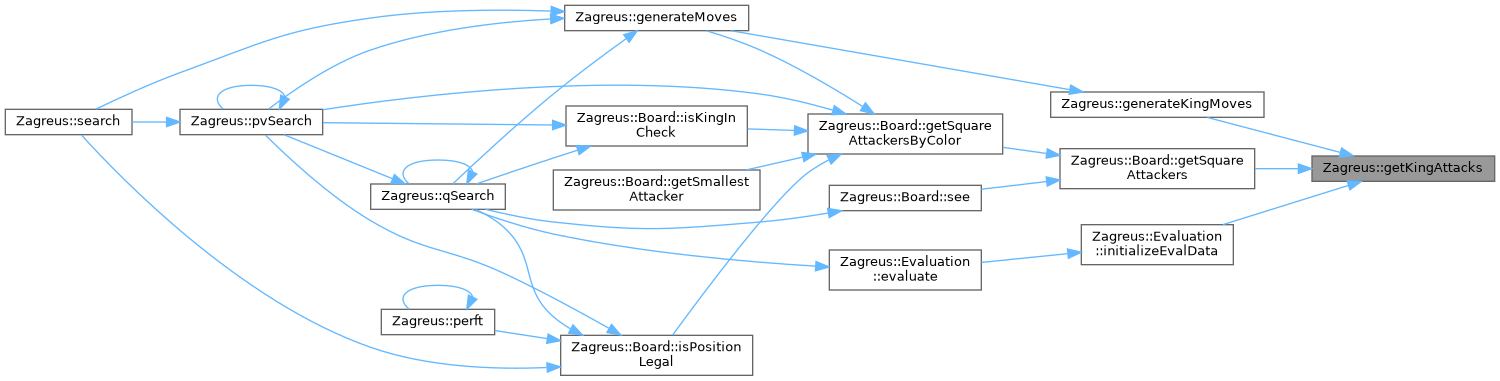 Zagreus::generateMoves
Zagreus::generateKingMoves
Zagreus::search
Zagreus::pvSearch
Zagreus::Board::isKingIn
Check
Zagreus::Board::getSquare
AttackersByColor
Zagreus::Board::getSquare
Attackers
Zagreus::getKingAttacks
Zagreus::qSearch
Zagreus::Board::getSmallest
Attacker
Zagreus::Board::see
Zagreus::Evaluation
::initializeEvalData
Zagreus::Evaluation
::evaluate
Zagreus::perft
Zagreus::Board::isPosition
Legal